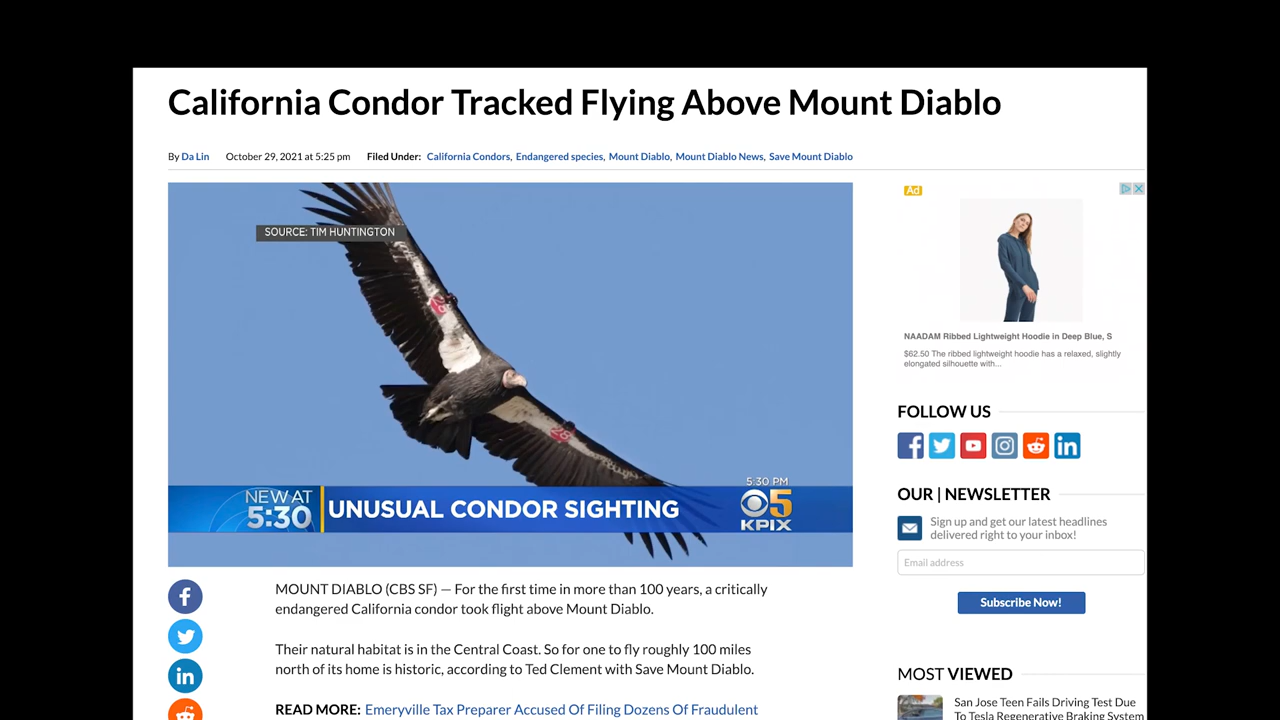 California Condor Tracked Flying Above Mount Diablo
By Da Lin October 29, 2021 at 5:25 pm Filed Under: California Condors, Endangered species, Mount Diablo, Mount Diablo News, Save Mount Diablo
SOURCE: TIM HUNTINGTON
NEW AT
5:30
UNUSUAL CONDOR SIGHTING
5:30 PM
5
KPIX
MOUNT DIABLO (CBS SF) — For the first time in more than 100 years, a critically
endangered California condor took flight above Mount Diablo.
Their natural habitat is in the Central Coast. So for one to fly roughly 100 miles
north of its home is historic, according to Ted Clement with Save Mount Diablo.
READ MORE: Emeryville Tax Preparer Accused Of Filing Dozens Of Fraudulent
Ad
NAADAM Ribbed Lightweight Hoodie in Deep Blue, S
$62.50 The ribbed lightweight hoodie has a relaxed, slightly
elongated silhouette with...
FOLLOW US
OUR | NEWSLETTER
Sign up and get our latest headlines
delivered right to your inbox!
Email address
Subscribe Now!
MOST VIEWED
San Jose Teen Fails Driving Test Due
To Tesla Regenerative Braking System